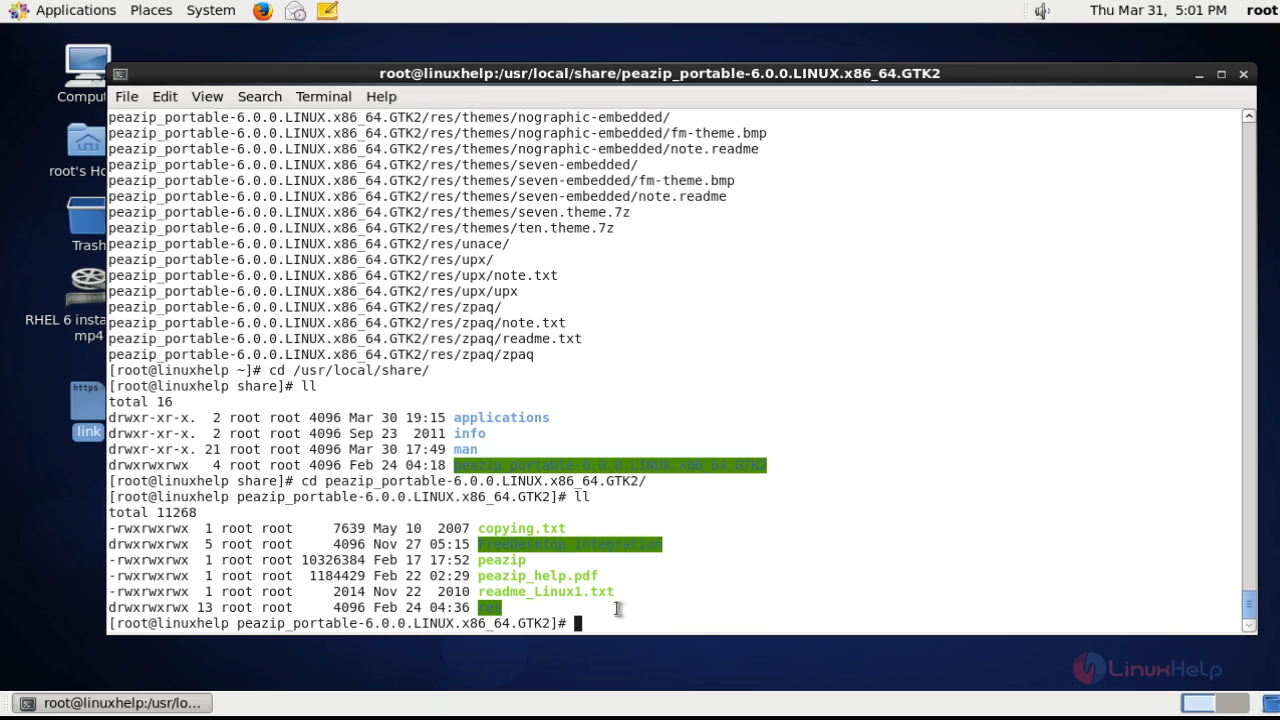 Applications Places System Thu Mar 31, 5:01 PM root
root@linuxhelp:/usr/local/share/peazip_portable-6.0.0.LINUX.x86_64.GTK2
File Edit View Search Terminal Help
Comput
root's Ho
Trash
RHEL 6 insta
mp4
https-
link
peazip_portable-6.0.0.LINUX.x86_64.GTK2/res/themes/nographic-embedded/
peazip_portable-6.0.0.LINUX.x86_64.GTK2/res/themes/nographic-embedded/fm-theme.bmp
peazip_portable-6.0.0.LINUX.x86_64.GTK2/res/themes/nographic-embedded/note.readme
peazip_portable-6.0.0.LINUX.x86_64.GTK2/res/themes/seven-embedded/
peazip_portable-6.0.0.LINUX.x86_64.GTK2/res/themes/seven-embedded/fm-theme.bmp
peazip_portable-6.0.0.LINUX.x86_64.GTK2/res/themes/seven-embedded/note.readme
peazip_portable-6.0.0.LINUX.x86_64.GTK2/res/themes/seven.theme.7z
peazip_portable-6.0.0.LINUX.x86_64.GTK2/res/themes/ten.theme.7z
peazip_portable-6.0.0.LINUX.x86_64.GTK2/res/unace/
peazip_portable-6.0.0.LINUX.x86_64.GTK2/res/upx/
peazip_portable-6.0.0.LINUX.x86_64.GTK2/res/upx/note.txt
peazip_portable-6.0.0.LINUX.x86_64.GTK2/res/upx/upx
peazip_portable-6.0.0.LINUX.x86_64.GTK2/res/zpaq/
peazip_portable-6.0.0.LINUX.x86_64.GTK2/res/zpaq/note.txt
peazip_portable-6.0.0.LINUX.x86_64.GTK2/res/zpaq/readme.txt
peazip_portable-6.0.0.LINUX.x86_64.GTK2/res/zpaq/zpaq
[root@linuxhelp ~]# cd /usr/local/share/
[root@linuxhelp share]# ll
total 16
drwxr-xr-x.  2 root root 4096 Mar 30 19:15 applications
drwxr-xr-x.  2 root root 4096 Sep 23  2011 info
drwxr-xr-x. 21 root root 4096 Mar 30 17:49 man
drwxrwxrwx   4 root root 4096 Feb 24 04:18 peazip_portable-6.0.0.LINUX.x86_64.GTK2
[root@linuxhelp share]# cd peazip_portable-6.0.0.LINUX.x86_64.GTK2/
[root@linuxhelp peazip_portable-6.0.0.LINUX.x86_64.GTK2]# ll
total 11268
-rwxrwxrwx  1 root root     7639 May 10  2007 copying.txt
drwxrwxrwx  5 root root     4096 Nov 27 05:15 FreeDesktop_integration
-rwxrwxrwx  1 root root 10326384 Feb 17 17:52 peazip
-rwxrwxrwx  1 root root  1184429 Feb 22 02:29 peazip_help.pdf
-rwxrwxrwx  1 root root     2014 Nov 22  2010 readme_Linux1.txt
drwxrwxrwx 13 root root     4096 Feb 24 04:36 res
[root@linuxhelp peazip_portable-6.0.0.LINUX.x86_64.GTK2]#
LinuxHelp
root@linuxhelp:/usr/lo...